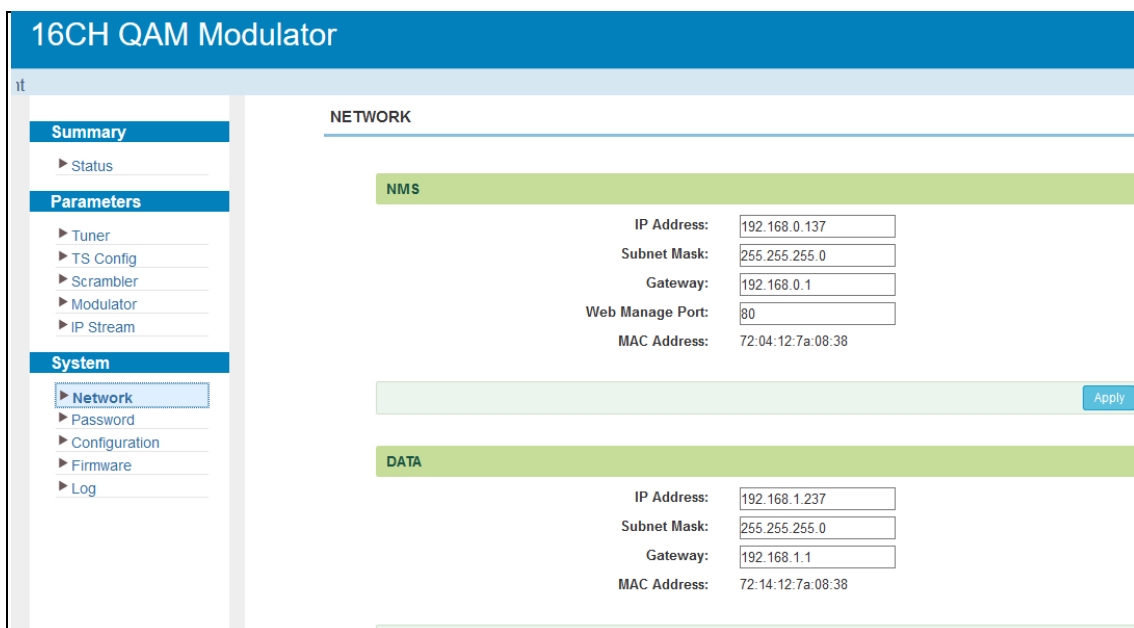 16CH QAM Modulator
nt
Summary
Status
Parameters
Tuner
TS Config
Scrambler
Modulator
IP Stream
System
Network
Password
Configuration
Firmware
Log
NETWORK
NMS
IP Address: 192.168.0.137
Subnet Mask: 255.255.255.0
Gateway: 192.168.0.1
Web Manage Port: 80
MAC Address: 72:04:12:7a:08:38
Apply
DATA
IP Address: 192.168.1.237
Subnet Mask: 255.255.255.0
Gateway: 192.168.1.1
MAC Address: 72:14:12:7a:08:38